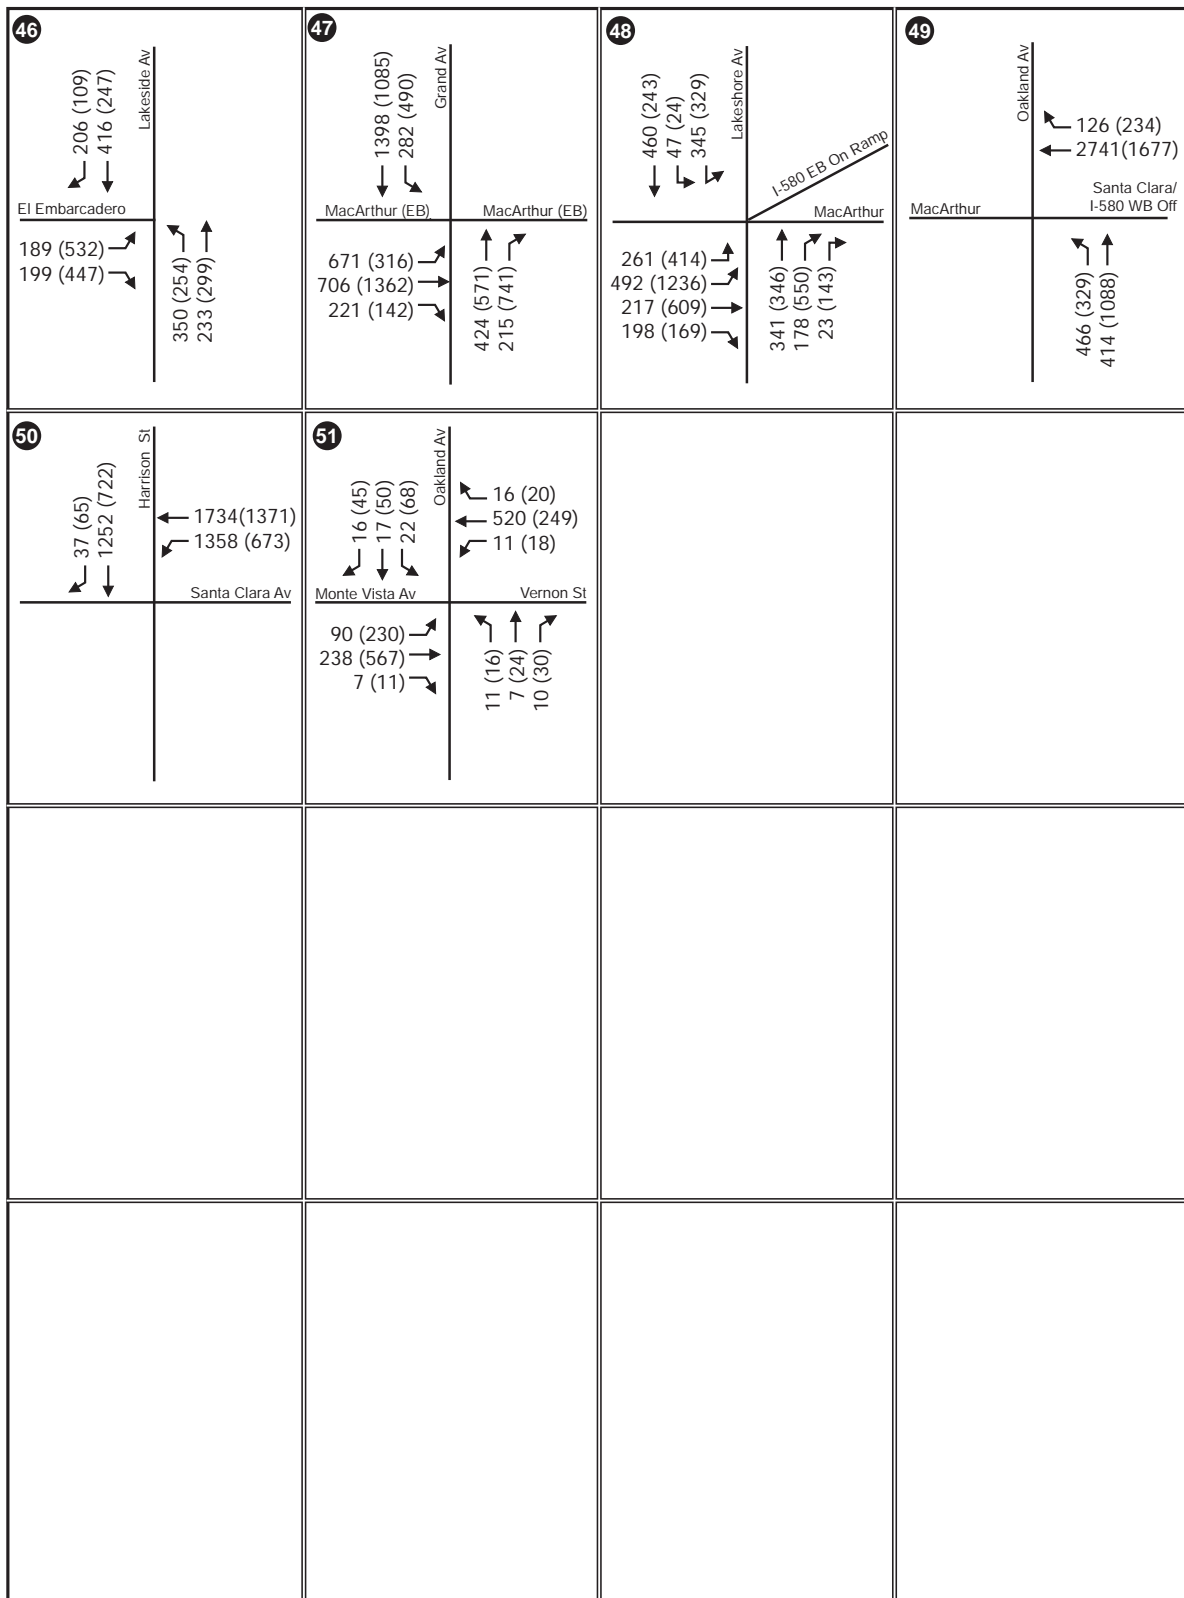 46
Lakeside Av
206 (109)
416 (247)
El Embarcadero
189 (532)
199 (447)
350 (254)
233 (299)
47
Grand Av
1398 (1085)
282 (490)
MacArthur (EB)
MacArthur (EB)
671 (316)
706 (1362)
221 (142)
424 (571)
215 (741)
48
Lakeshore Av
460 (243)
47 (24)
345 (329)
I-580 EB On Ramp
MacArthur
261 (414)
492 (1236)
217 (609)
198 (169)
341 (346)
178 (550)
23 (143)
49
Oakland Av
126 (234)
2741(1677)
Santa Clara/
I-580 WB Off
MacArthur
466 (329)
414 (1088)
50
Harrison St
37 (65)
1252 (722)
1734(1371)
1358 (673)
Santa Clara Av
51
Oakland Av
16 (45)
17 (50)
22 (68)
16 (20)
520 (249)
11 (18)
Monte Vista Av
Vernon St
90 (230)
238 (567)
7 (11)
11 (16)
7 (24)
10 (30)